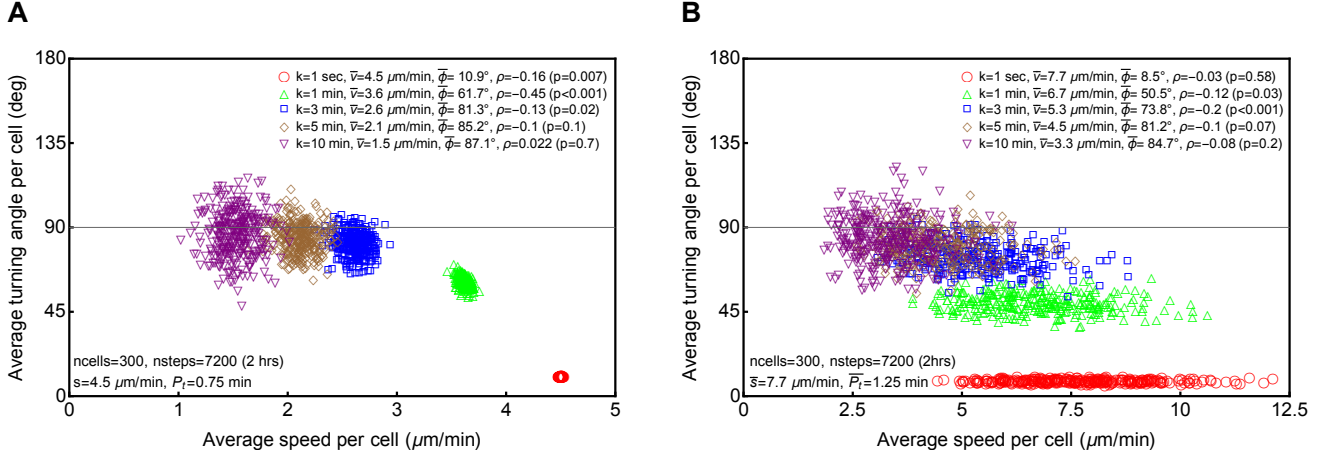 A
Average turning angle per cell (deg)
180
135
90
45
0
k=1 sec, v̅=4.5 µm/min, ϕ̅= 10.9°, ρ=−0.16 (p=0.007)
k=1 min, v̅=3.6 µm/min, ϕ̅= 61.7°, ρ=−0.45 (p<0.001)
k=3 min, v̅=2.6 µm/min, ϕ̅= 81.3°, ρ=−0.13 (p=0.02)
k=5 min, v̅=2.1 µm/min, ϕ̅= 85.2°, ρ=−0.1 (p=0.1)
k=10 min, v̅=1.5 µm/min, ϕ̅= 87.1°, ρ=0.022 (p=0.7)
ncells=300, nsteps=7200 (2 hrs)
s=4.5 µm/min, Pₜ=0.75 min
0 1 2 3 4 5
Average speed per cell (µm/min)
B
Average turning angle per cell (deg)
180
135
90
45
0
k=1 sec, v̅=7.7 µm/min, ϕ̅= 8.5°, ρ=−0.03 (p=0.58)
k=1 min, v̅=6.7 µm/min, ϕ̅= 50.5°, ρ=−0.12 (p=0.03)
k=3 min, v̅=5.3 µm/min, ϕ̅= 73.8°, ρ=−0.2 (p<0.001)
k=5 min, v̅=4.5 µm/min, ϕ̅= 81.2°, ρ=−0.1 (p=0.07)
k=10 min, v̅=3.3 µm/min, ϕ̅= 84.7°, ρ=−0.08 (p=0.2)
ncells=300, nsteps=7200 (2hrs)
s̅=7.7 µm/min, P̅ₜ=1.25 min
0 2.5 5 7.5 10 12.5
Average speed per cell (µm/min)